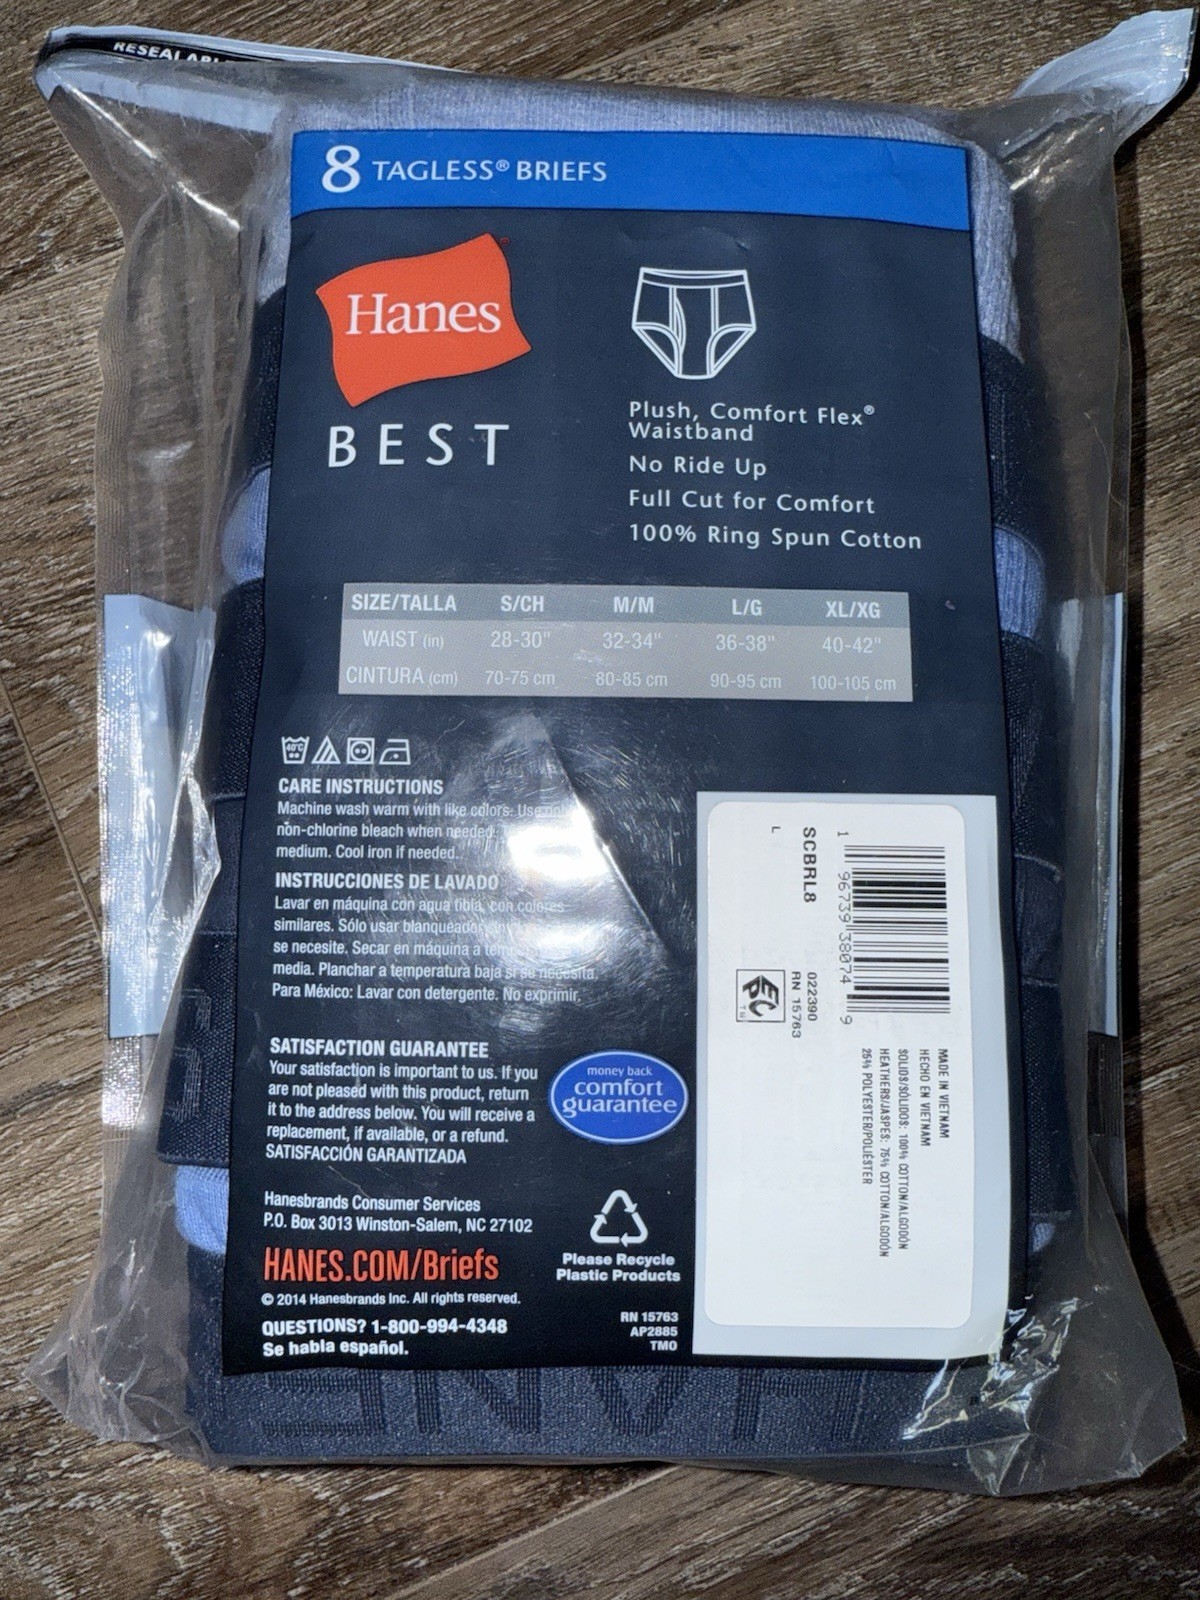 8 TAGLESS® BRIEFS
Hanes
BEST
Plush, Comfort Flex®
Waistband
No Ride Up
Full Cut for Comfort
100% Ring Spun Cotton
SIZE/TALLA S/CH M/M L/G XL/XG
WAIST (in) 28-30" 32-34" 36-38" 40-42"
CINTURA (cm) 70-75 cm 80-85 cm 90-95 cm 100-105 cm
40°C
CARE INSTRUCTIONS
Machine wash warm with like colors. Use only
non-chlorine bleach when needed.
medium. Cool iron if needed.
INSTRUCCIONES DE LAVADO
Lavar en máquina con agua tibia, con colores
similares. Sólo usar blanqueador
se necesite. Secar en máquina a
media. Planchar a temperatura baja si se necesita.
Para México: Lavar con detergente. No exprimir.
SATISFACTION GUARANTEE
Your satisfaction is important to us. If you
are not pleased with this product, return
it to the address below. You will receive a
replacement, if available, or a refund.
SATISFACCIÓN GARANTIZADA
money back
comfort
guarantee
Hanesbrands Consumer Services
P.O. Box 3013 Winston-Salem, NC 27102
HANES.COM/Briefs
© 2014 Hanesbrands Inc. All rights reserved.
QUESTIONS? 1-800-994-4348
Se habla español.
Please Recycle
Plastic Products
RN 15763
AP2885
TMO
1 96739 38074 9
SCBRL8
L
022390
RN 15763
EPC
TM
MADE IN VIETNAM
HECHO EN VIETNAM
SOLIDS/SÓLIDOS: 100% COTTON/ALGODÓN
HEATHERS/JASPES: 75% COTTON/ALGODÓN
25% POLYESTER/POLIÉSTER
HANE